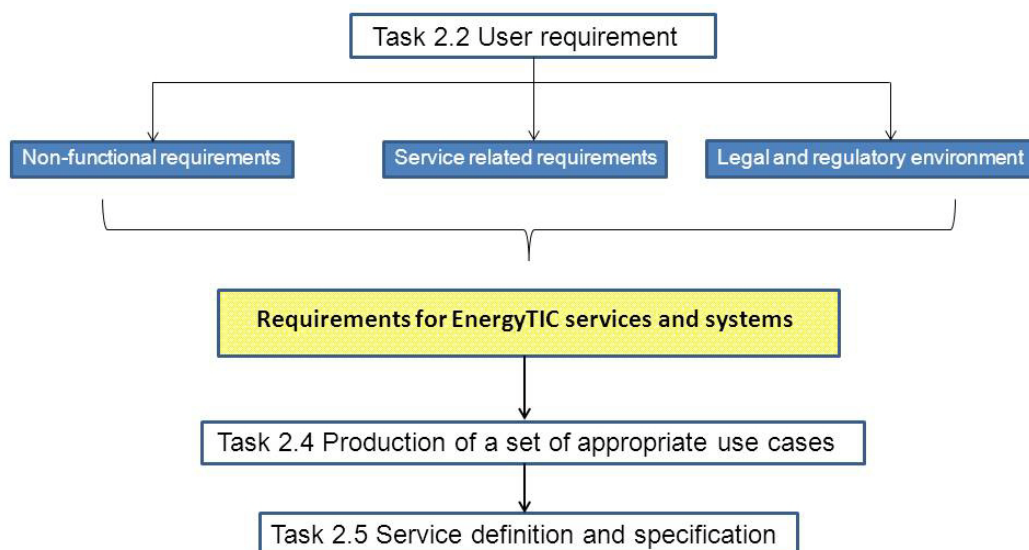 Task 2.2 User requirement
Non-functional requirements
Service related requirements
Legal and regulatory environment
Requirements for EnergyTIC services and systems
Task 2.4 Production of a set of appropriate use cases
Task 2.5 Service definition and specification